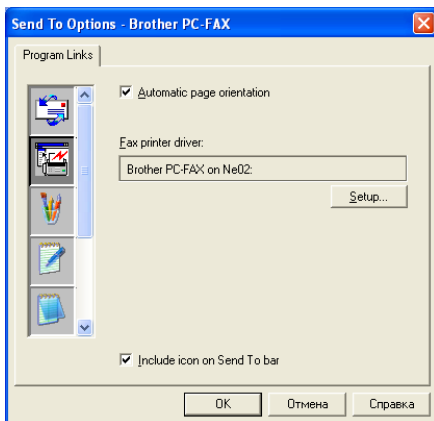 Send To Options - Brother PC-FAX
Program Links
Automatic page orientation
Fax printer driver:
Brother PC-FAX on Ne02:
Setup...
Include icon on Send To bar
OK
Отмена
Справка